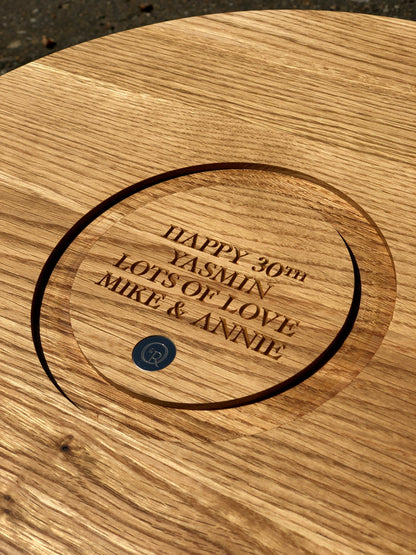 HAPPY 30TH
YASMIN
LOTS OF LOVE
MIKE & ANNIE